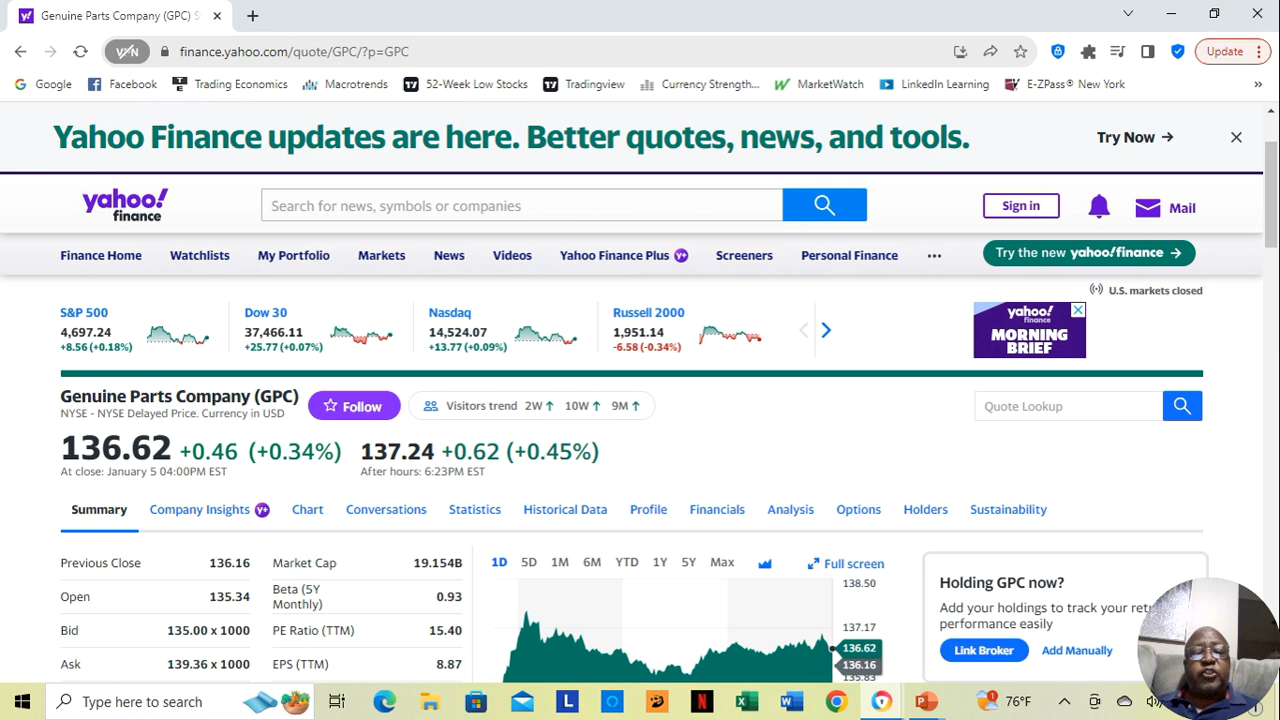 Genuine Parts Company (GPC) S
finance.yahoo.com/quote/GPC/?p=GPC
Update
Google
Facebook
Trading Economics
Macrotrends
52-Week Low Stocks
Tradingview
Currency Strength...
MarketWatch
LinkedIn Learning
E-ZPass® New York
»
Yahoo Finance updates are here. Better quotes, news, and tools.
Try Now →
yahoo!
finance
Search for news, symbols or companies
Sign in
Mail
Finance Home
Watchlists
My Portfolio
Markets
News
Videos
Yahoo Finance Plus
Screeners
Personal Finance
...
Try the new yahoo!finance →
U.S. markets closed
S&P 500
4,697.24
+8.56 (+0.18%)
Dow 30
37,466.11
+25.77 (+0.07%)
Nasdaq
14,524.07
+13.77 (+0.09%)
Russell 2000
1,951.14
-6.58 (-0.34%)
yahoo!
finance
MORNING
BRIEF
Genuine Parts Company (GPC)
NYSE - NYSE Delayed Price. Currency in USD
Follow
Visitors trend 2W↑ 10W↑ 9M↑
Quote Lookup
136.62 +0.46 (+0.34%)
At close: January 5 04:00PM EST
137.24 +0.62 (+0.45%)
After hours: 6:23PM EST
Summary
Company Insights
Chart
Conversations
Statistics
Historical Data
Profile
Financials
Analysis
Options
Holders
Sustainability
Previous Close 136.16
Open 135.34
Bid 135.00 x 1000
Ask 139.36 x 1000
Market Cap 19.154B
Beta (5Y
Monthly) 0.93
PE Ratio (TTM) 15.40
EPS (TTM) 8.87
1D 5D 1M 6M YTD 1Y 5Y Max
Full screen
138.50
137.17
136.62
136.16
135.83
Holding GPC now?
Add your holdings to track your
performance easily
Link Broker
Add Manually
Type here to search
76°F